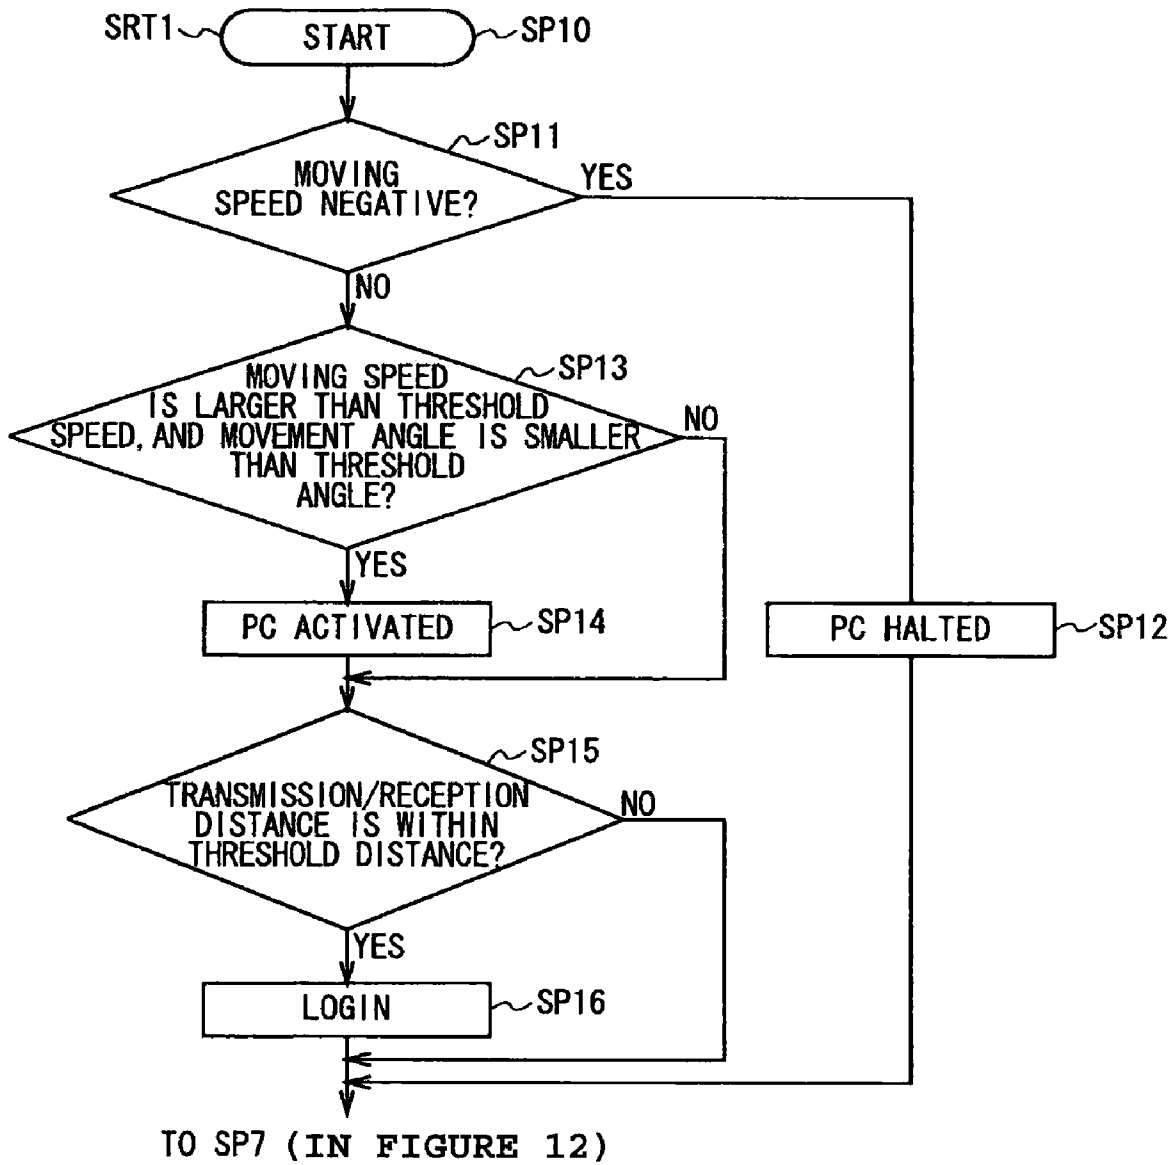 SRT1
START
SP10
SP11
MOVING
SPEED NEGATIVE?
YES
NO
SP13
MOVING SPEED
IS LARGER THAN THRESHOLD
SPEED, AND MOVEMENT ANGLE IS SMALLER
THAN THRESHOLD
ANGLE?
NO
YES
PC ACTIVATED
SP14
PC HALTED
SP12
SP15
TRANSMISSION/RECEPTION
DISTANCE IS WITHIN
THRESHOLD DISTANCE?
NO
YES
LOGIN
SP16
TO SP7 (IN FIGURE 12)